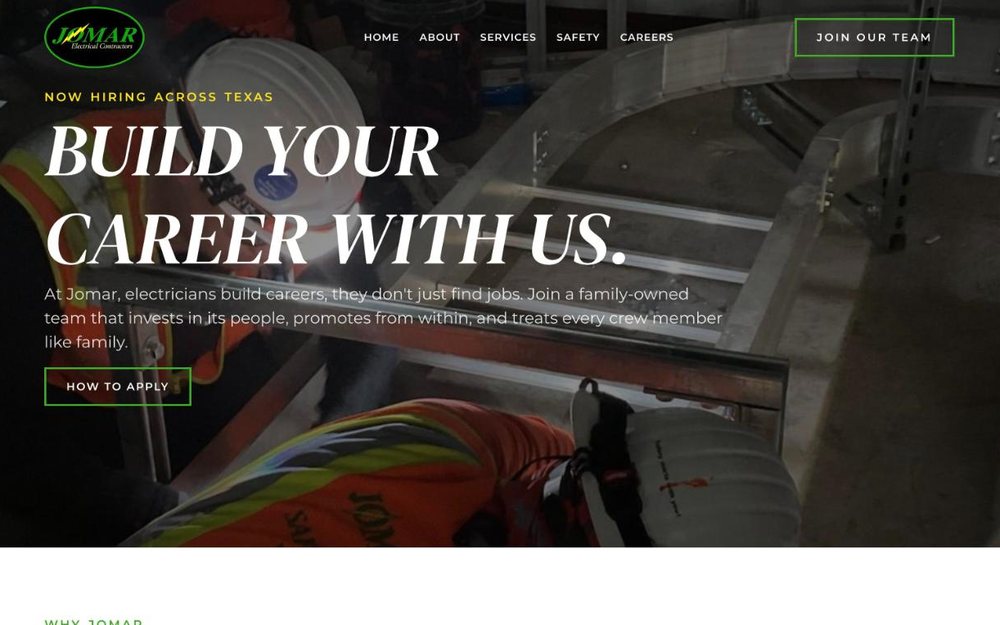 JOMAR
Electrical Contractors
HOME ABOUT SERVICES SAFETY CAREERS
JOIN OUR TEAM
NOW HIRING ACROSS TEXAS
BUILD YOUR
CAREER WITH US.
At Jomar, electricians build careers, they don't just find jobs. Join a family-owned
team that invests in its people, promotes from within, and treats every crew member
like family.
HOW TO APPLY
WHY JOMAR